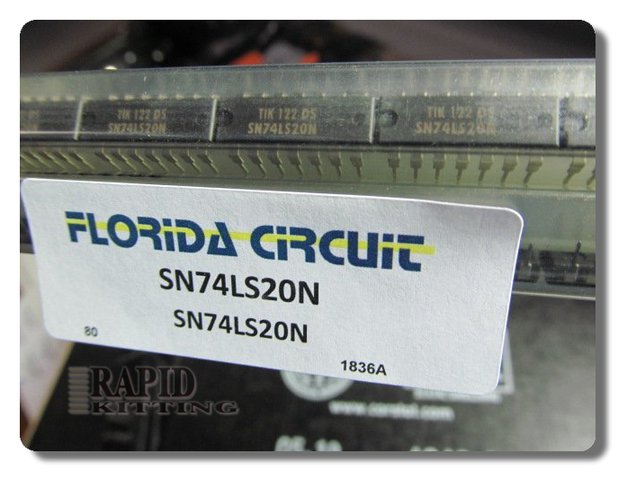 TIK 122 DS
SN74LS20N
TIK 122 DS
SN74LS20N
TIK 122 DS
SN74LS20N
FLORIDA CIRCUIT
SN74LS20N
SN74LS20N
80
1836A
RAPID
KITTING